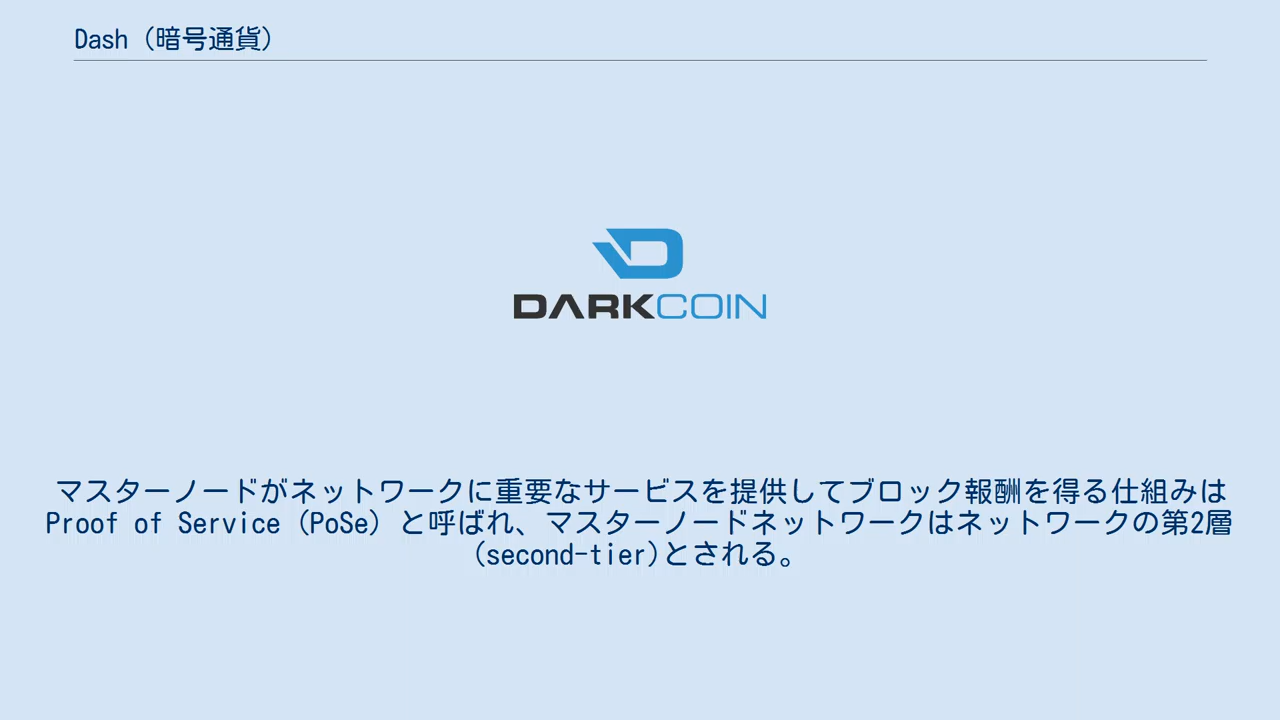 Dash（暗号通貨）
DARKCOIN
マスターノードがネットワークに重要なサービスを提供してブロック報酬を得る仕組みは
Proof of Service（PoSe）と呼ばれ、マスターノードネットワークはネットワークの第2層
(second-tier)とされる。